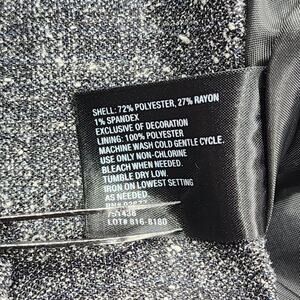 SHELL: 72% POLYESTER, 27% RAYON
1% SPANDEX
EXCLUSIVE OF DECORATION
LINING: 100% POLYESTER
MACHINE WASH COLD GENTLE CYCLE.
USE ONLY NON-CHLORINE
BLEACH WHEN NEEDED.
TUMBLE DRY LOW.
IRON ON LOWEST SETTING
AS NEEDED.
751438
LOT# 816-8180